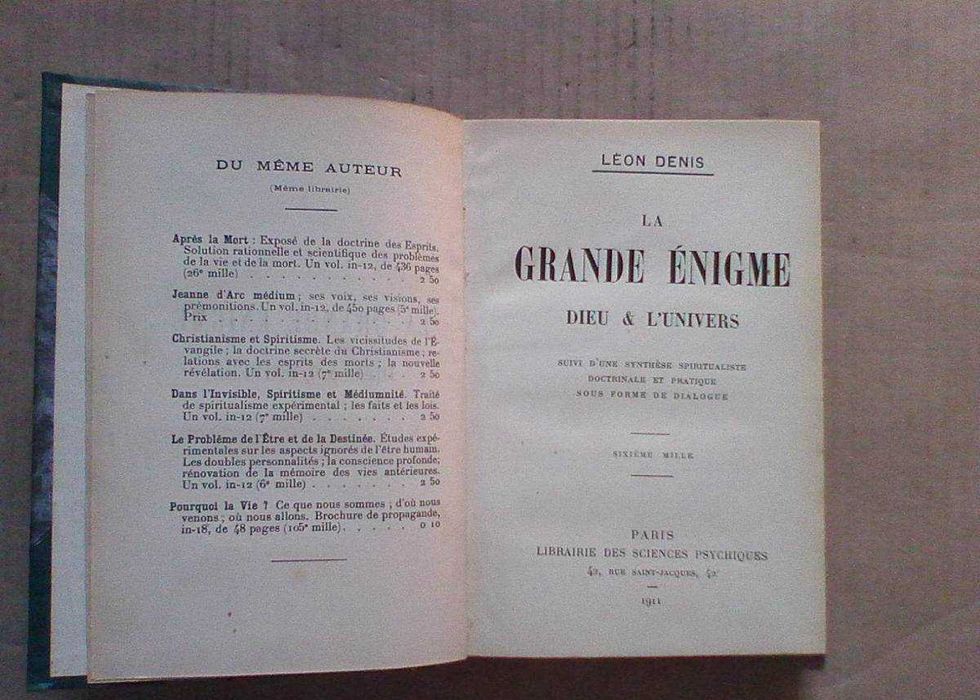 DU MÊME AUTEUR
(Même librairie)
Après la Mort : Exposé de la doctrine des Esprits.
Solution rationnelle et scientifique des problèmes
de la vie et de la mort. Un vol. in-12, de 436 pages
(26e mille) . . . . . . . . . . . 2 50
Jeanne d'Arc médium ; ses voix, ses visions, ses
prémonitions. Un vol. in-12, de 450 pages (5e mille).
Prix . . . . . . . . . . . . 2 50
Christianisme et Spiritisme. Les vicissitudes de l'É-
vangile ; la doctrine secrète du Christianisme ; re-
lations avec les esprits des morts ; la nouvelle
révélation. Un vol. in-12 (7e mille) . . . . 2 50
Dans l'Invisible, Spiritisme et Médiumnité. Traité
de spiritualisme expérimental ; les faits et les lois.
Un vol. in-12 (7e mille) . . . . . . . 2 50
Le Problème de l'Être et de la Destinée. Études expé-
rimentales sur les aspects ignorés de l'être humain.
Les doubles personnalités ; la conscience profonde ;
rénovation de la mémoire des vies antérieures.
Un vol. in-12 (6e mille) . . . . . . . 2 50
Pourquoi la Vie ? Ce que nous sommes ; d'où nous
venons ; où nous allons. Brochure de propagande,
in-18, de 48 pages (105e mille). . . . . 0 10
LÉON DENIS
LA
GRANDE ÉNIGME
DIEU & L'UNIVERS
SUIVI D'UNE SYNTHÈSE SPIRITUALISTE
DOCTRINALE ET PRATIQUE
SOUS FORME DE DIALOGUE
SIXIÈME MILLE
PARIS
LIBRAIRIE DES SCIENCES PSYCHIQUES
42, RUE SAINT-JACQUES, 42
1911